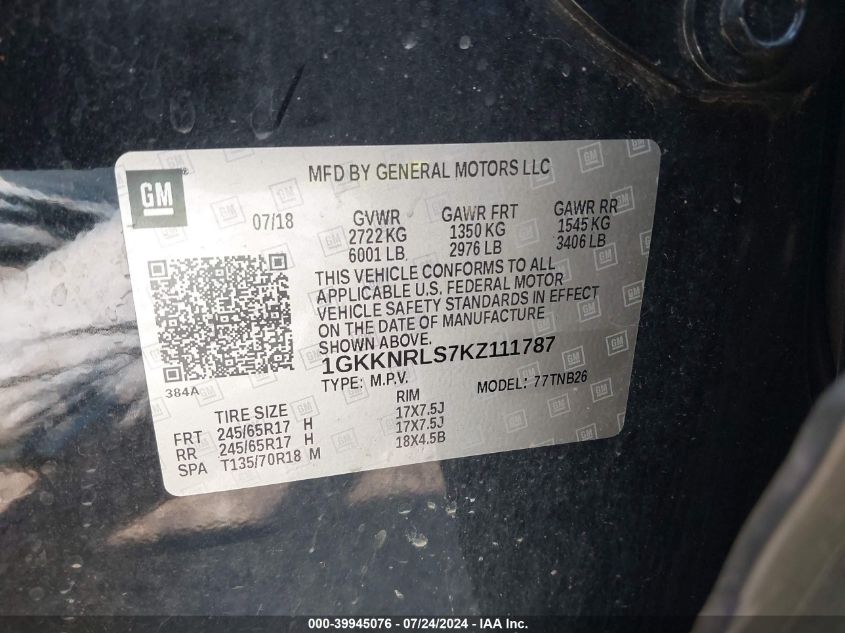 GM
MFD BY GENERAL MOTORS LLC
07/18 GVWR GAWR FRT GAWR RR
2722 KG 1350 KG 1545 KG
6001 LB 2976 LB 3406 LB
THIS VEHICLE CONFORMS TO ALL
APPLICABLE U.S. FEDERAL MOTOR
VEHICLE SAFETY STANDARDS IN EFFECT
ON THE DATE OF MANUFACTURE
SHOWN ABOVE.
1GKKNRLS7KZ111787
384A TYPE: M.P.V. MODEL: 77TNB26
TIRE SIZE RIM
FRT 245/65R17 H 17X7.5J
RR 245/65R17 H 17X7.5J
SPA T135/70R18 M 18X4.5B
000-39945076 - 07/24/2024 - IAAI Inc.